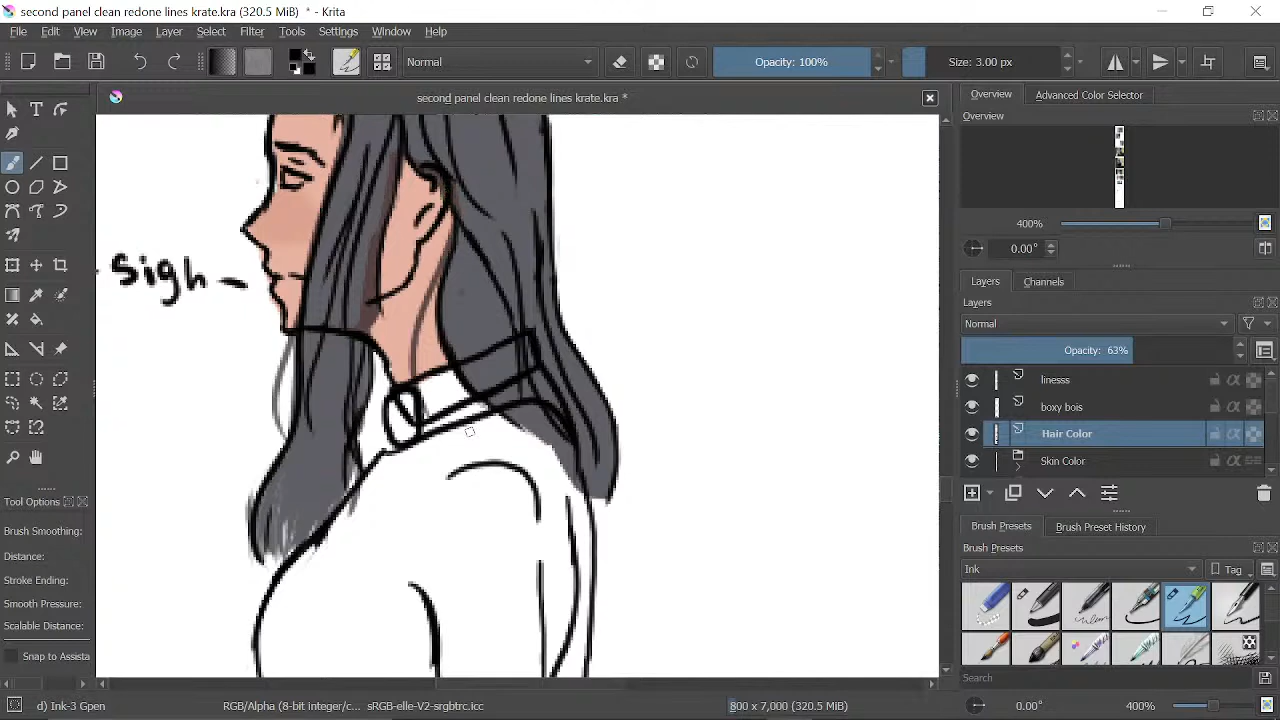 second panel clean redone lines krate.kra (320.5 MiB) * - Krita
File Edit View Image Layer Filter Tools Select Settings Window Help
Normal
Opacity: 100%
Size: 3.00 px
second panel clean redone lines krate.kra *
Overview Advanced Color Selector
Overview
400%
0.00°
Layers Channels
Layers
Normal
Opacity: 63%
linesss
boxy bois
Hair Color
Skin Color
Brush Presets Brush Preset History
Brush Presets
Ink
Tag
Search
- Sigh -
Tool Options
Brush Smoothing:
Distance:
Stroke Ending:
Smooth Pressure:
Scalable Distance:
Snap to Assista
d) Ink-3 Gpen
RGB/Alpha (8-bit integer/c... sRGB-elle-V2-srgbtrc.icc
800 x 7,000 (320.5 MiB)
0.00°
400%